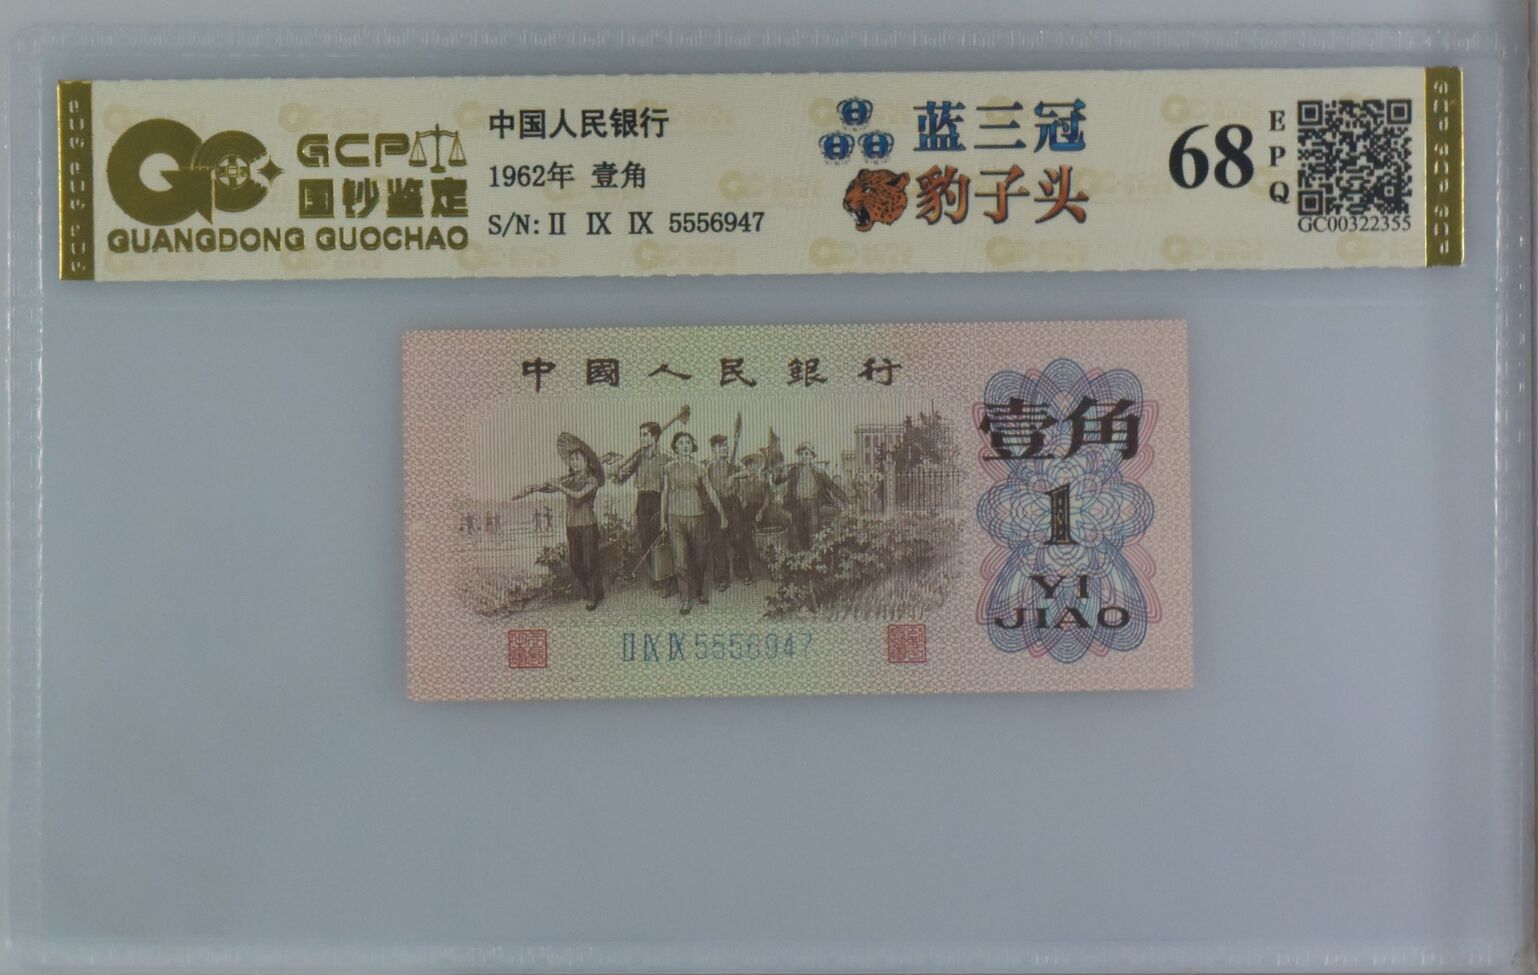 GCP
国钞鉴定
GUANGDONG GUOCHAO
中国人民银行
1962年 壹角
S/N: II IX IX 5556947
蓝三冠
豹子头
68
EPQ
GC00322355
中國人民銀行
壹角
1
YI
JIAO
II IX IX 5556947